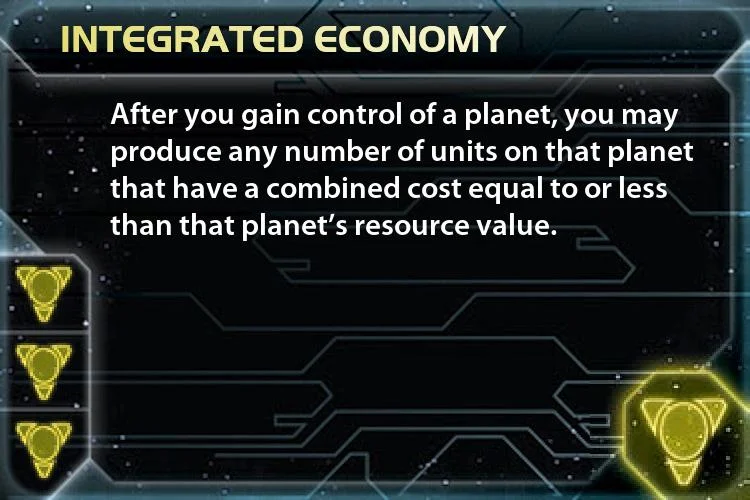 INTEGRATED ECONOMY
After you gain control of a planet, you may
produce any number of units on that planet
that have a combined cost equal to or less
than that planet’s resource value.